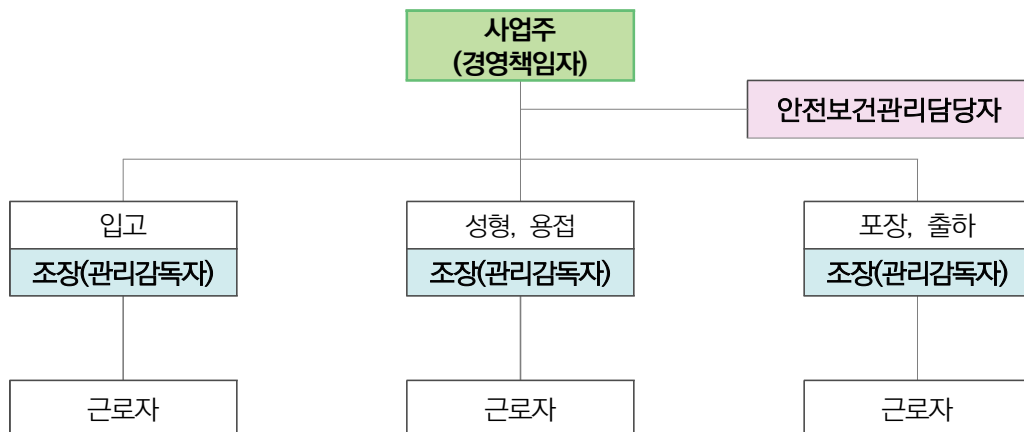 사업주
(경영책임자)
안전보건관리담당자
입고
성형, 용접
포장, 출하
조장(관리감독자)
조장(관리감독자)
조장(관리감독자)
근로자
근로자
근로자